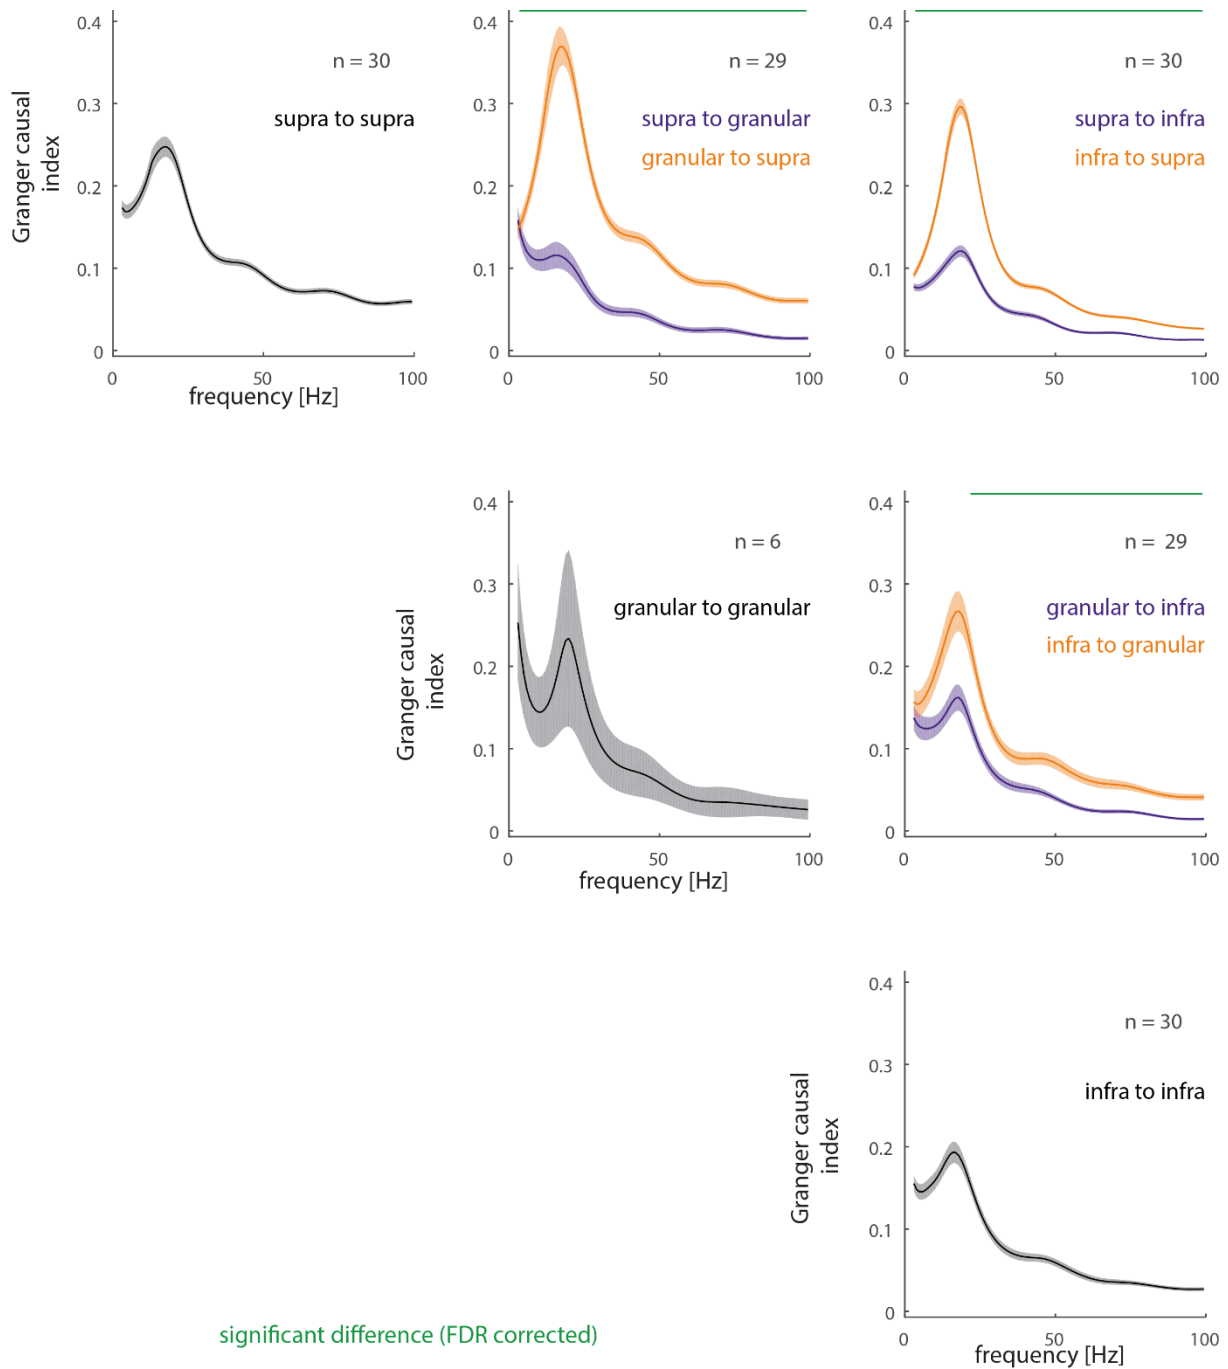 0.4
0.3
0.2
0.1
0
Granger causal
index
n = 30
supra to supra
0
50
100
frequency [Hz]
0.4
0.3
0.2
0.1
0
n = 29
supra to granular
granular to supra
0
50
100
0.4
0.3
0.2
0.1
0
n = 30
supra to infra
infra to supra
0
50
100
0.4
0.3
0.2
0.1
0
Granger causal
index
n = 6
granular to granular
0
50
100
frequency [Hz]
0.4
0.3
0.2
0.1
0
n = 29
granular to infra
infra to granular
0
50
100
0.4
0.3
0.2
0.1
0
Granger causal
index
n = 30
infra to infra
0
50
100
frequency [Hz]
significant difference (FDR corrected)